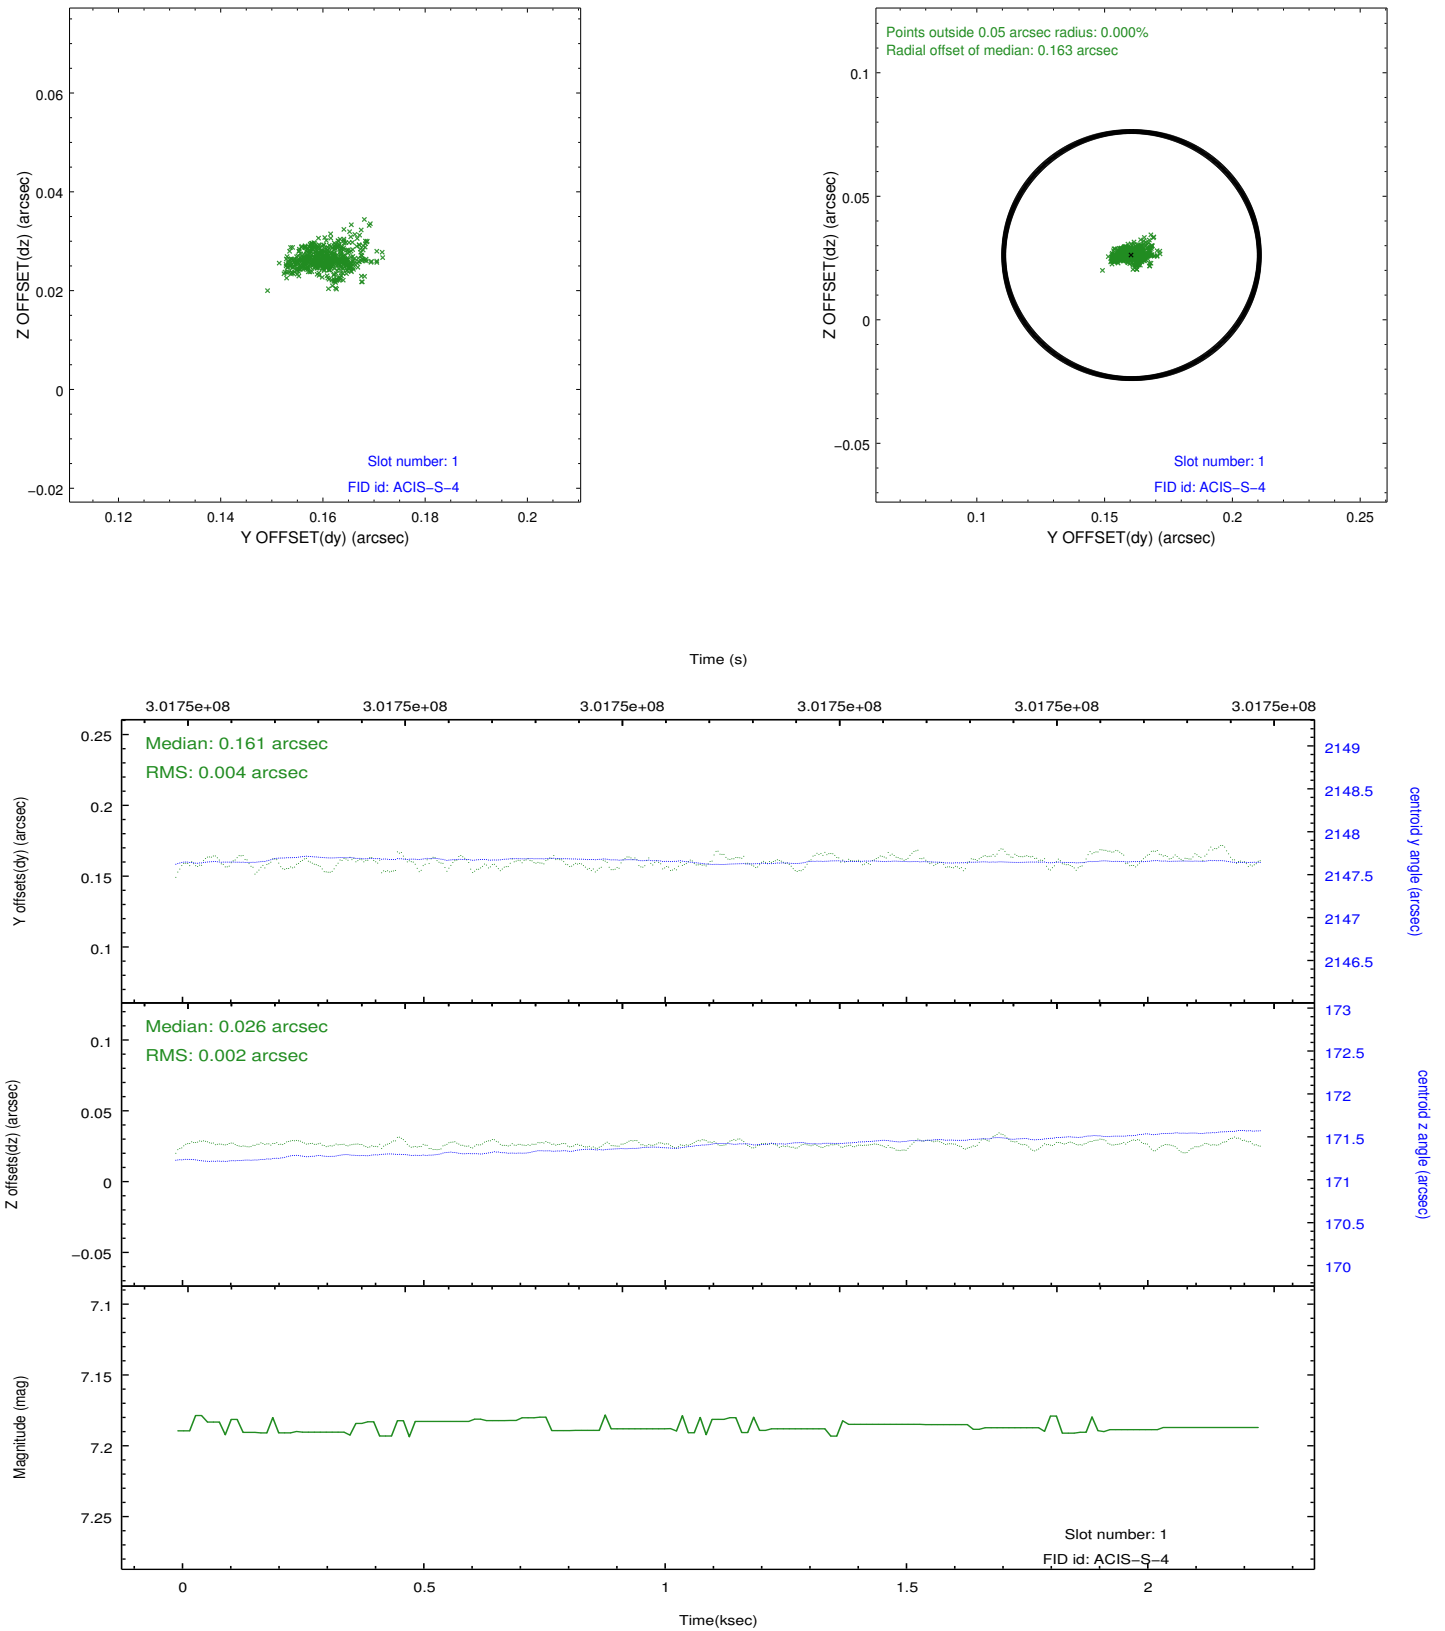 0.06
0.04
0.02
0
−0.02
Z OFFSET(dz) (arcsec)
Slot number: 1
FID id: ACIS−S−4
0.12 0.14 0.16 0.18 0.2
Y OFFSET(dy) (arcsec)
Points outside 0.05 arcsec radius: 0.000%
Radial offset of median: 0.163 arcsec
0.1
0.05
0
−0.05
Z OFFSET(dz) (arcsec)
Slot number: 1
FID id: ACIS−S−4
0.1 0.15 0.2 0.25
Y OFFSET(dy) (arcsec)
Time (s)
3.0175e+08 3.0175e+08 3.0175e+08 3.0175e+08 3.0175e+08 3.0175e+08
Median: 0.161 arcsec
RMS: 0.004 arcsec
0.25
0.2
0.15
0.1
Y offsets(dy) (arcsec)
2149
2148.5
2148
2147.5
2147
2146.5
centroid y angle (arcsec)
Median: 0.026 arcsec
RMS: 0.002 arcsec
0.1
0.05
0
−0.05
Z offsets(dz) (arcsec)
173
172.5
172
171.5
171
170.5
170
centroid z angle (arcsec)
7.1
7.15
7.2
7.25
Magnitude (mag)
Slot number: 1
FID id: ACIS−S−4
0 0.5 1 1.5 2
Time(ksec)